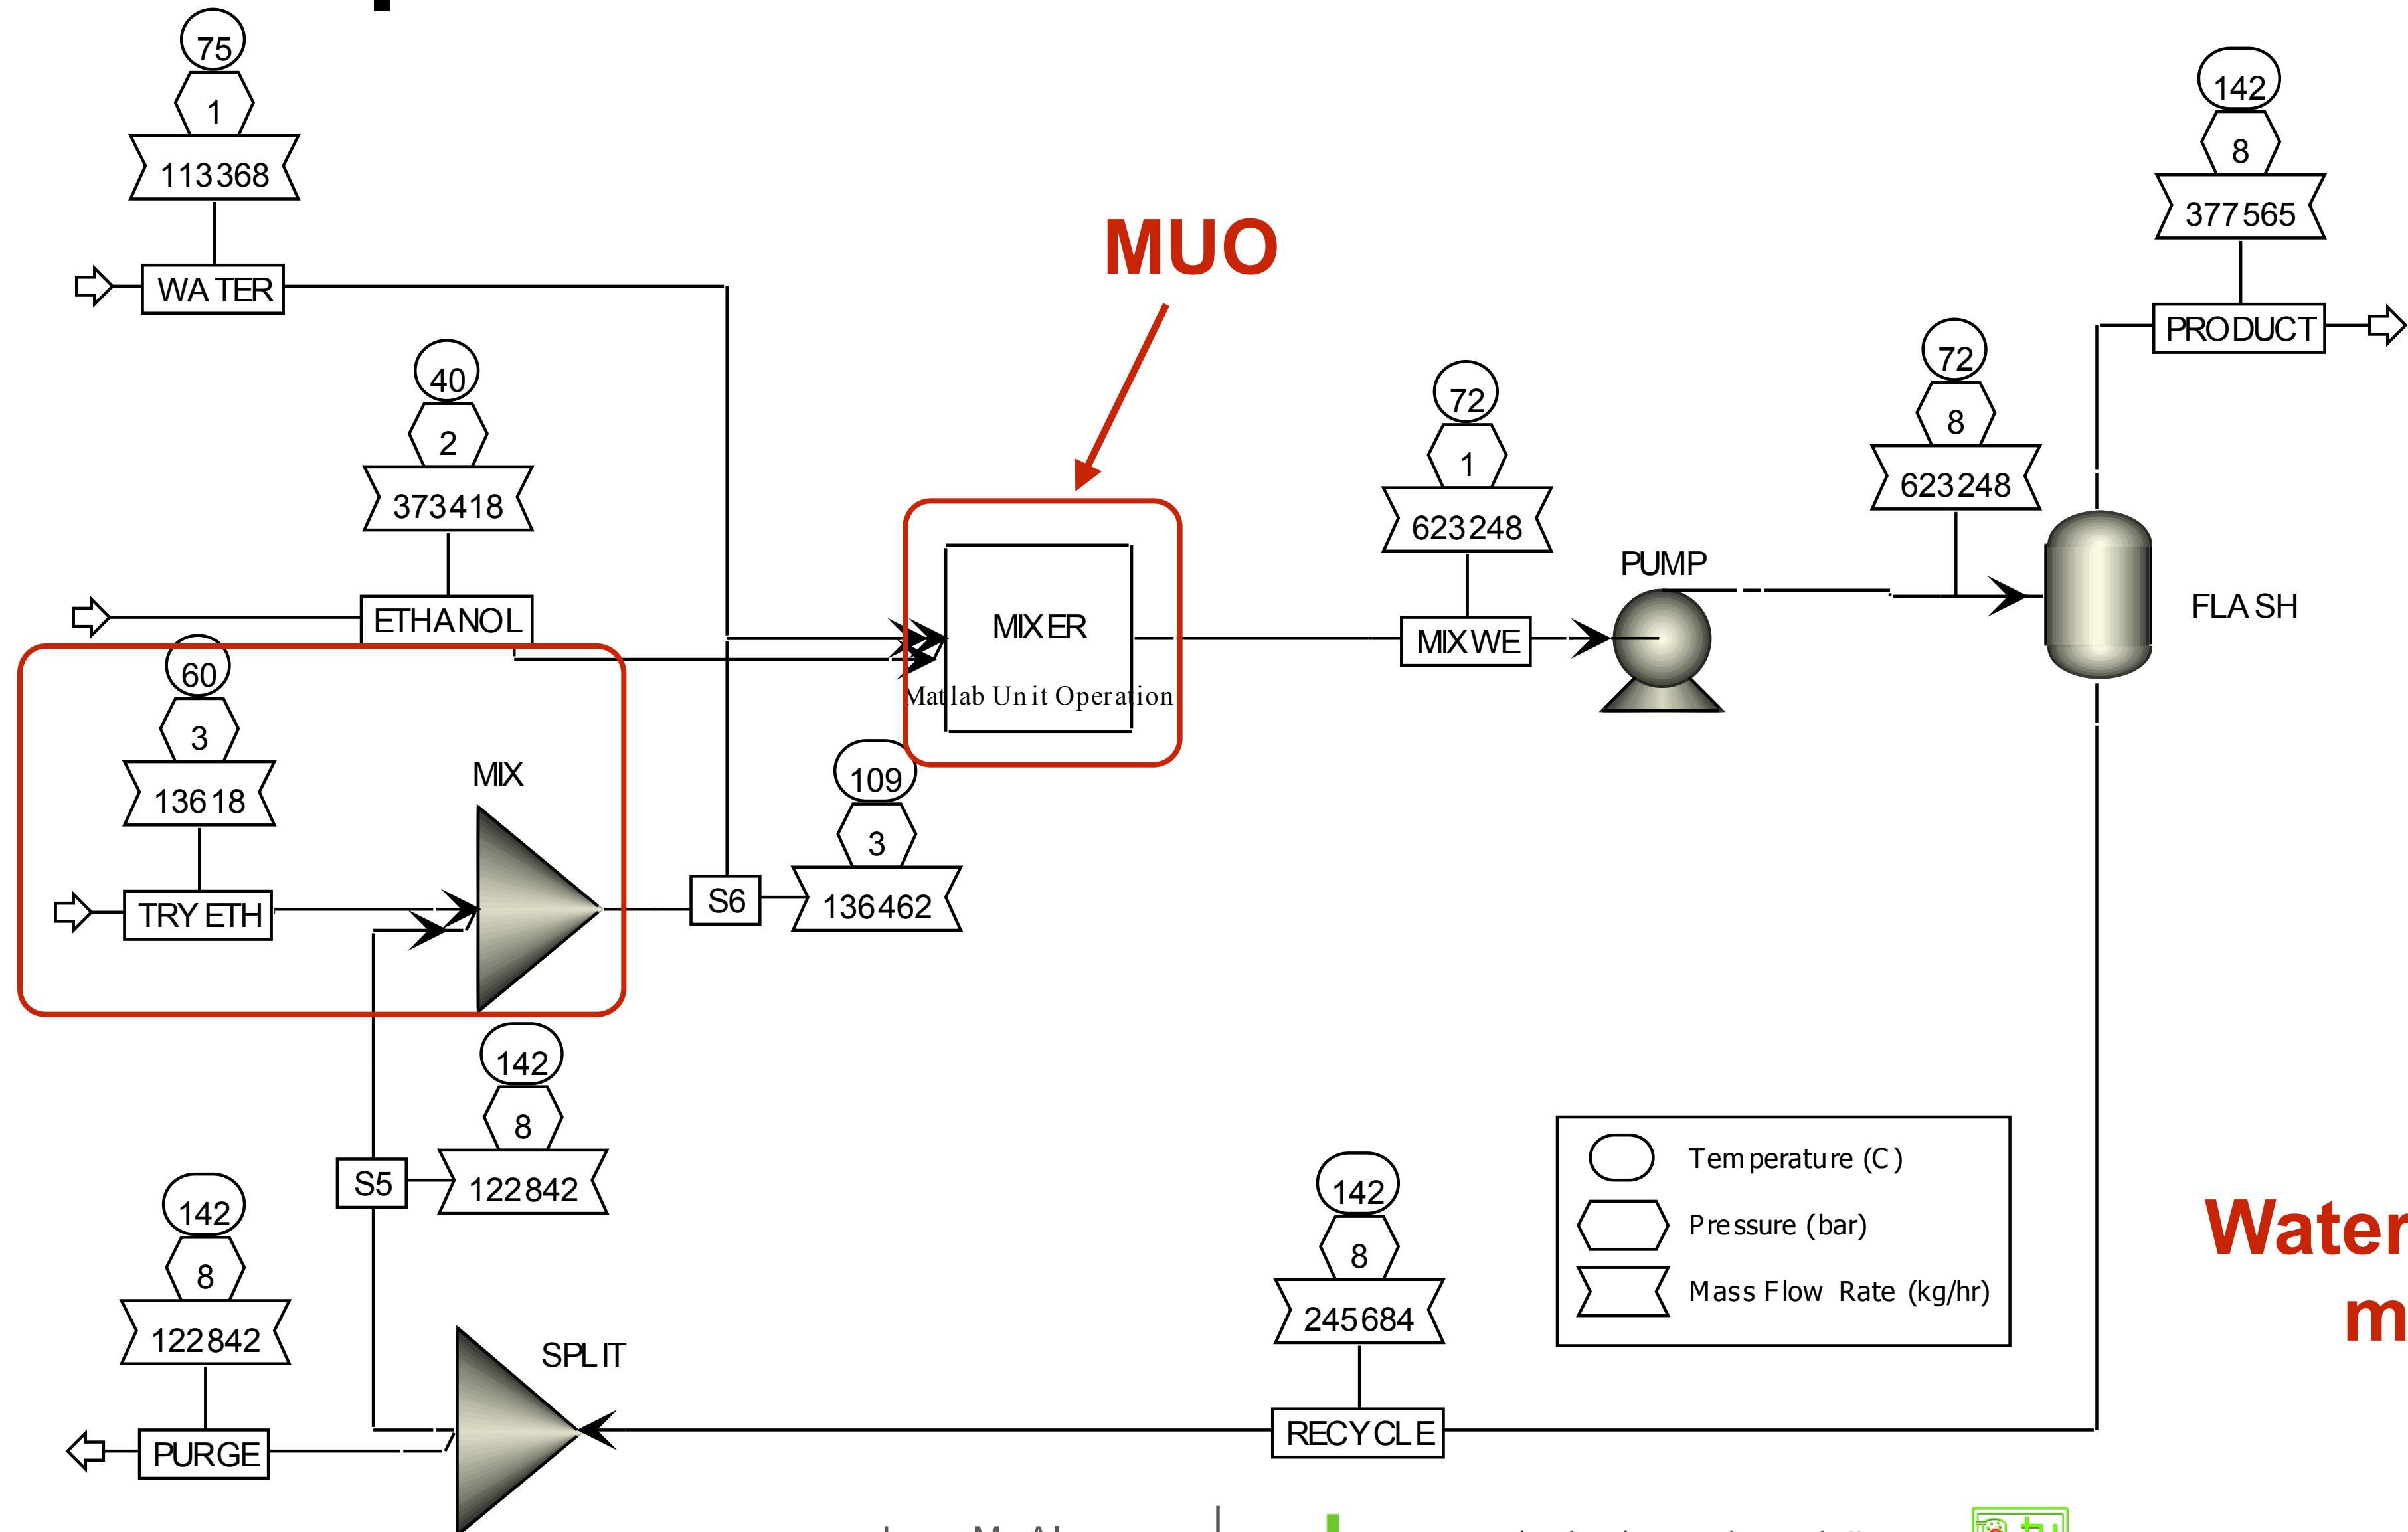 75
1
113368
WATER
142
8
377565
PRODUCT
MUO
40
2
373418
ETHANOL
72
1
623248
MIXWE
72
8
623248
PUMP
FLASH
MIXER
Matlab Unit Operation
60
3
13618
TRYETH
MIX
109
3
136462
S6
142
8
122842
S5
142
8
122842
PURGE
SPLIT
142
8
245684
RECYCLE
Temperature (C)
Pressure (bar)
Mass Flow Rate (kg/hr)
Water
m